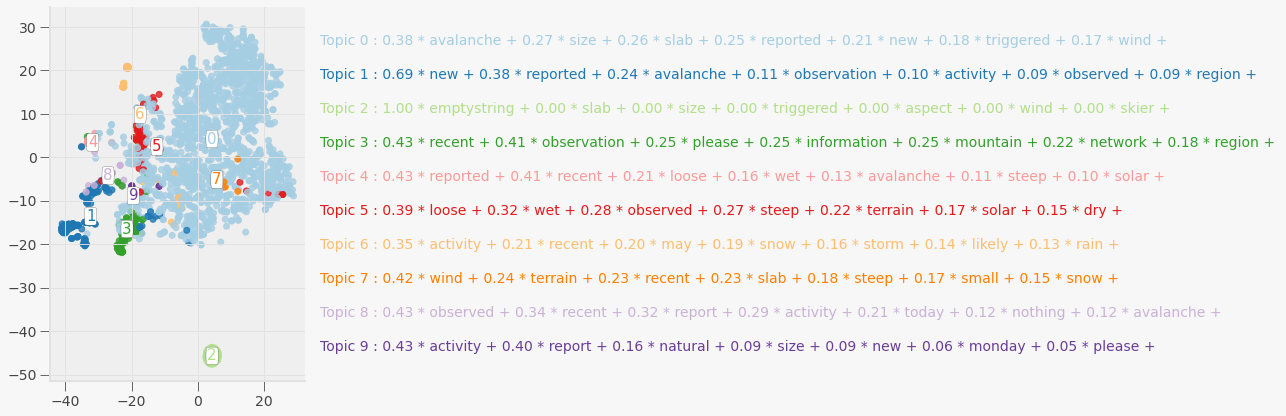 30
20
10
0
−10
−20
−30
−40
−50
−40 −20 0 20
0
1
2
3
4
5
6
7
8
9
Topic 0 : 0.38 * avalanche + 0.27 * size + 0.26 * slab + 0.25 * reported + 0.21 * new + 0.18 * triggered + 0.17 * wind +
Topic 1 : 0.69 * new + 0.38 * reported + 0.24 * avalanche + 0.11 * observation + 0.10 * activity + 0.09 * observed + 0.09 * region +
Topic 2 : 1.00 * emptystring + 0.00 * slab + 0.00 * size + 0.00 * triggered + 0.00 * aspect + 0.00 * wind + 0.00 * skier +
Topic 3 : 0.43 * recent + 0.41 * observation + 0.25 * please + 0.25 * information + 0.25 * mountain + 0.22 * network + 0.18 * region +
Topic 4 : 0.43 * reported + 0.41 * recent + 0.21 * loose + 0.16 * wet + 0.13 * avalanche + 0.11 * steep + 0.10 * solar +
Topic 5 : 0.39 * loose + 0.32 * wet + 0.28 * observed + 0.27 * steep + 0.22 * terrain + 0.17 * solar + 0.15 * dry +
Topic 6 : 0.35 * activity + 0.21 * recent + 0.20 * may + 0.19 * snow + 0.16 * storm + 0.14 * likely + 0.13 * rain +
Topic 7 : 0.42 * wind + 0.24 * terrain + 0.23 * recent + 0.23 * slab + 0.18 * steep + 0.17 * small + 0.15 * snow +
Topic 8 : 0.43 * observed + 0.34 * recent + 0.32 * report + 0.29 * activity + 0.21 * today + 0.12 * nothing + 0.12 * avalanche +
Topic 9 : 0.43 * activity + 0.40 * report + 0.16 * natural + 0.09 * size + 0.09 * new + 0.06 * monday + 0.05 * please +